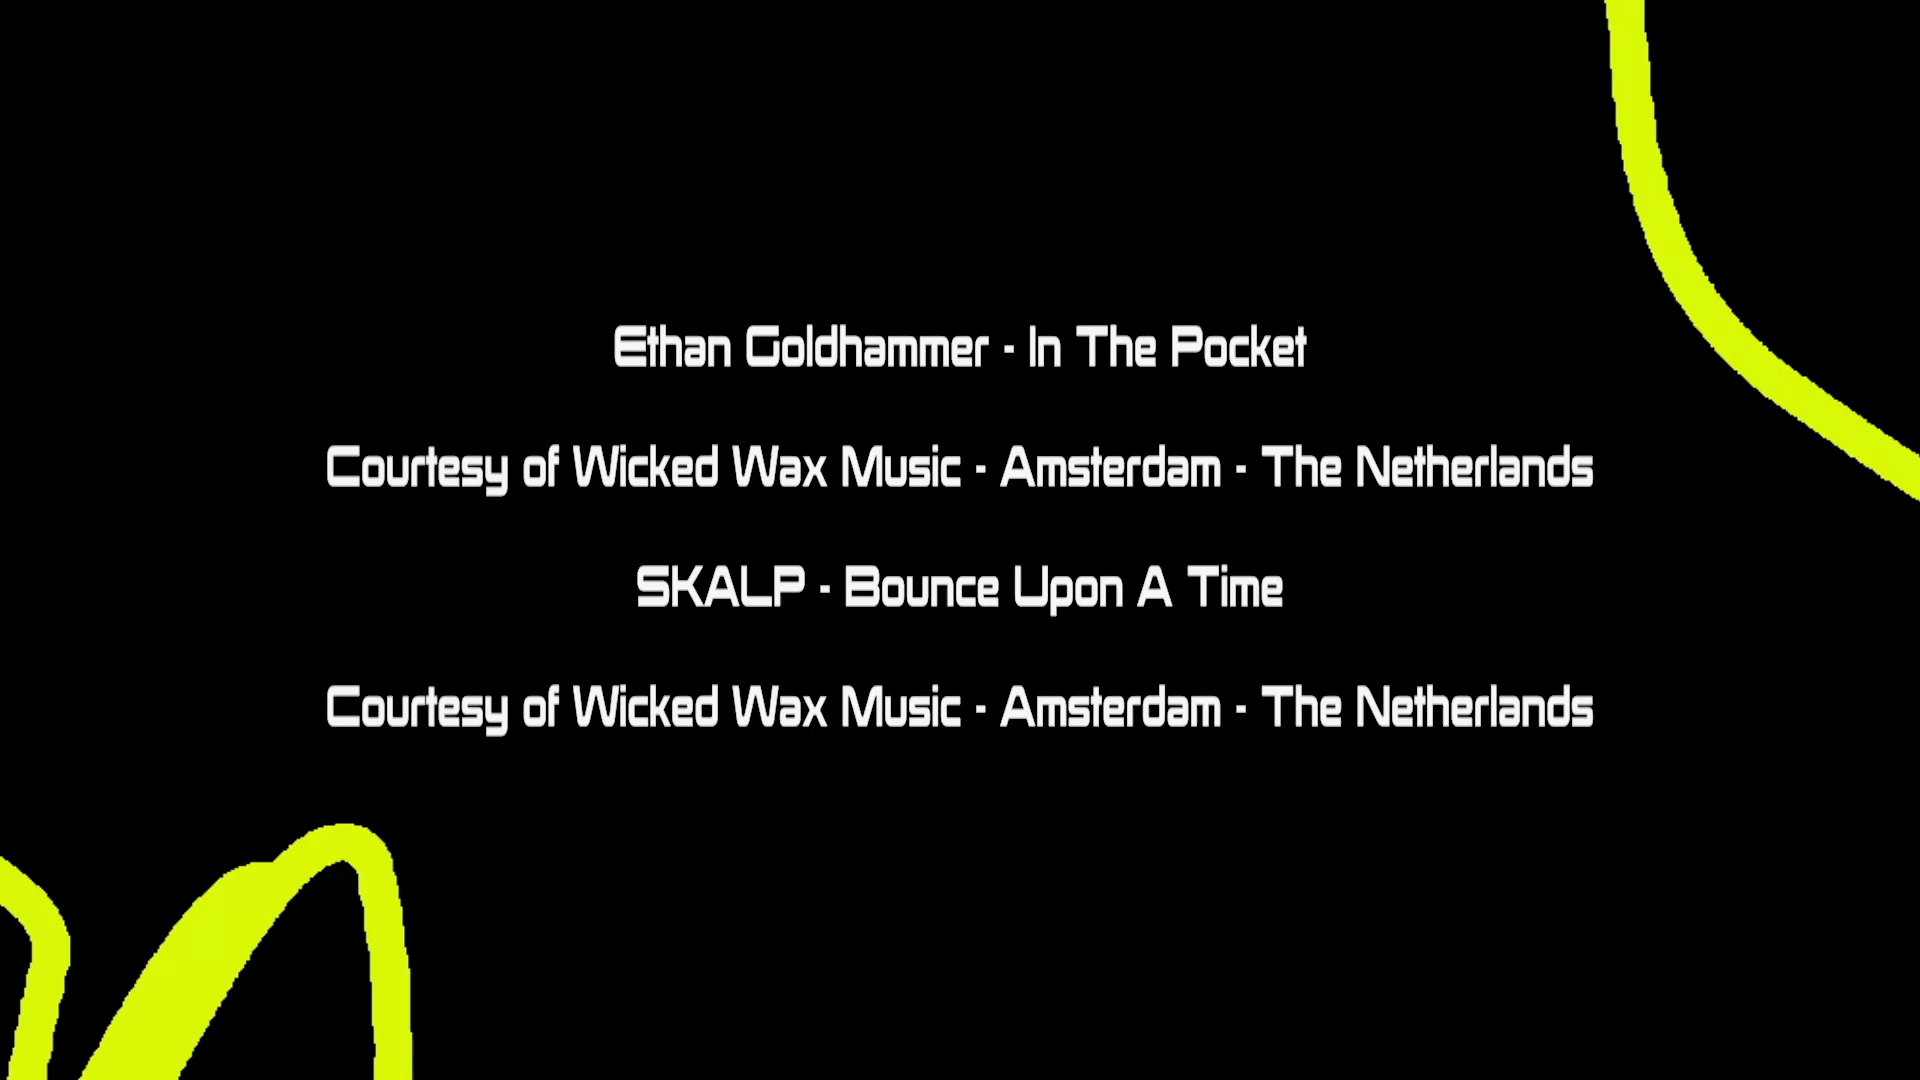 Ethan Goldhammer - In The Pocket
Courtesy of Wicked Wax Music - Amsterdam - The Netherlands
SKALP - Bounce Upon A Time
Courtesy of Wicked Wax Music - Amsterdam - The Netherlands